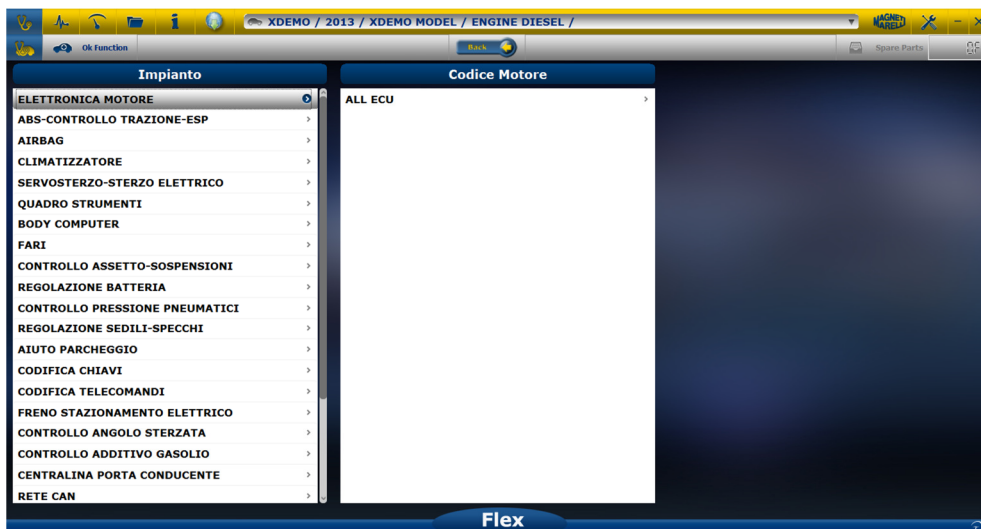 XDEMO / 2013 / XDEMO MODEL / ENGINE DIESEL /
MAGNETI MARELLI
Ok Function
Back
Spare Parts
Impianto
Codice Motore
ELETTRONICA MOTORE
ALL ECU
ABS-CONTROLLO TRAZIONE-ESP
AIRBAG
CLIMATIZZATORE
SERVOSTERZO-STERZO ELETTRICO
QUADRO STRUMENTI
BODY COMPUTER
FARI
CONTROLLO ASSETTO-SOSPENSIONI
REGOLAZIONE BATTERIA
CONTROLLO PRESSIONE PNEUMATICI
REGOLAZIONE SEDILI-SPECCHI
AIUTO PARCHEGGIO
CODIFICA CHIAVI
CODIFICA TELECOMANDI
FRENO STAZIONAMENTO ELETTRICO
CONTROLLO ANGOLO STERZATA
CONTROLLO ADDITIVO GASOLIO
CENTRALINA PORTA CONDUCENTE
RETE CAN
Flex